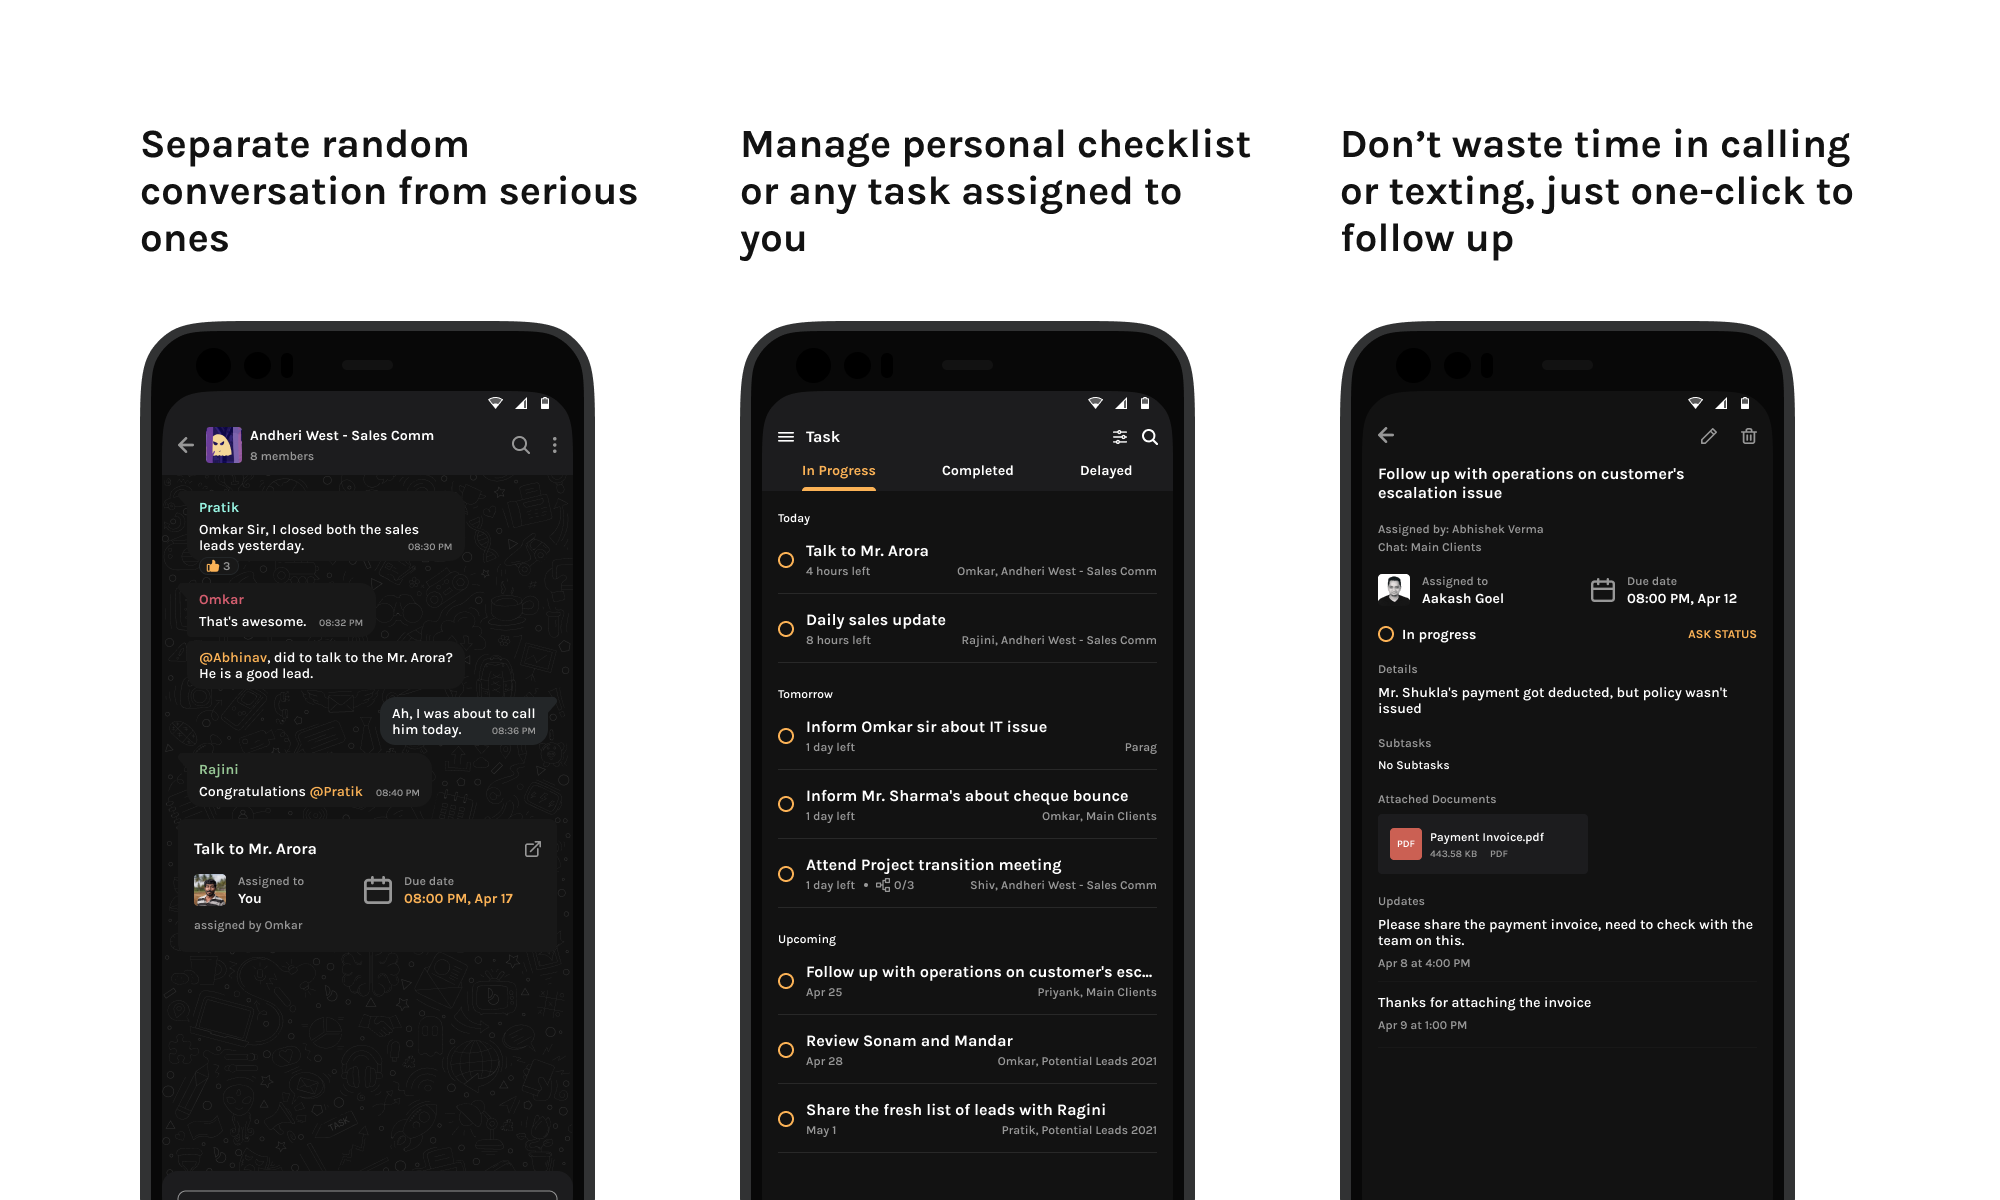 Separate random
conversation from serious
ones
Andheri West - Sales Comm
8 members
Pratik
Omkar Sir, I closed both the sales
leads yesterday.
08:30 PM
3
Omkar
That's awesome.
08:32 PM
@Abhinav, did to talk to the Mr. Arora?
He is a good lead.
Ah, I was about to call
him today.
08:36 PM
Rajini
Congratulations @Pratik
08:40 PM
Talk to Mr. Arora
Assigned to
You
Due date
08:00 PM, Apr 17
assigned by Omkar
TASK
Manage personal checklist
or any task assigned to
you
Task
In Progress
Completed
Delayed
Today
Talk to Mr. Arora
4 hours left
Omkar, Andheri West - Sales Comm
Daily sales update
8 hours left
Rajini, Andheri West - Sales Comm
Tomorrow
Inform Omkar sir about IT issue
1 day left
Parag
Inform Mr. Sharma's about cheque bounce
1 day left
Omkar, Main Clients
Attend Project transition meeting
1 day left • 0/3
Shiv, Andheri West - Sales Comm
Upcoming
Follow up with operations on customer's esc...
Apr 25
Priyank, Main Clients
Review Sonam and Mandar
Apr 28
Omkar, Potential Leads 2021
Share the fresh list of leads with Ragini
May 1
Pratik, Potential Leads 2021
Don’t waste time in calling
or texting, just one-click to
follow up
Follow up with operations on customer's
escalation issue
Assigned by: Abhishek Verma
Chat: Main Clients
Assigned to
Aakash Goel
Due date
08:00 PM, Apr 12
In progress
ASK STATUS
Details
Mr. Shukla's payment got deducted, but policy wasn't
issued
Subtasks
No Subtasks
Attached Documents
PDF
Payment Invoice.pdf
443.58 KB
PDF
Updates
Please share the payment invoice, need to check with the
team on this.
Apr 8 at 4:00 PM
Thanks for attaching the invoice
Apr 9 at 1:00 PM